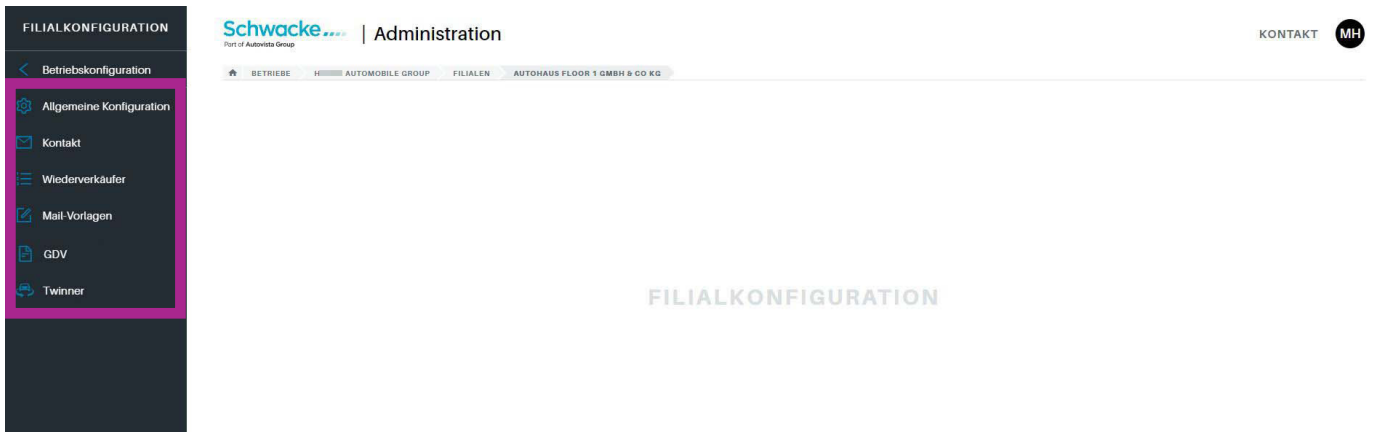 FILIALKONFIGURATION
Betriebskonfiguration
Allgemeine Konfiguration
Kontakt
Wiederverkäufer
Mail-Vorlagen
GDV
Twinner
Schwacke | Administration
Part of Autovista Group
KONTAKT MH
BETRIEBE H AUTOMOBILE GROUP FILIALEN AUTOHAUS FLOOR 1 GMBH & CO KG
FILIALKONFIGURATION